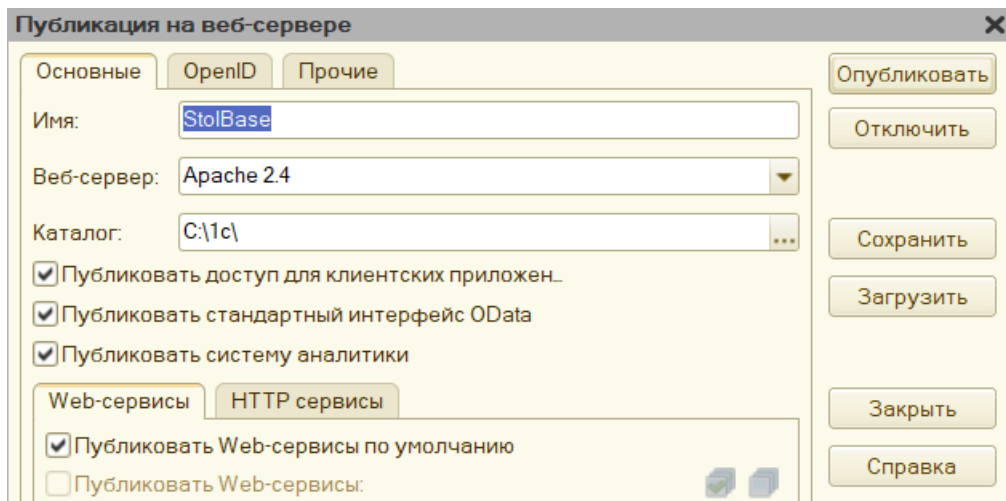 Публикация на веб-сервере
Основные OpenID Прочие
Опубликовать
Имя: StolBase
Отключить
Веб-сервер: Apache 2.4
Каталог: C:\1c\ ...
Сохранить
Публиковать доступ для клиентских приложен...
Загрузить
Публиковать стандартный интерфейс OData
Публиковать систему аналитики
Web-сервисы HTTP сервисы
Закрыть
Публиковать Web-сервисы по умолчанию
Справка
Публиковать Web-сервисы: